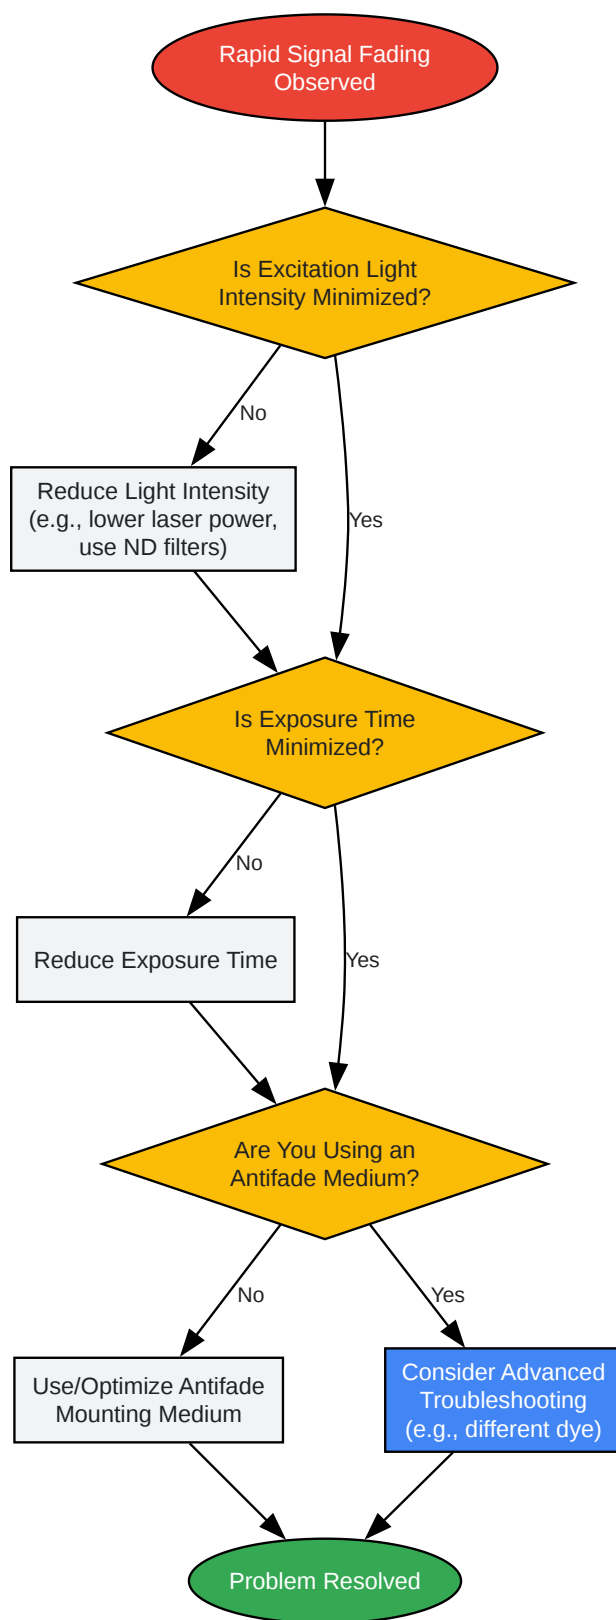 Rapid Signal Fading
Observed
Is Excitation Light
Intensity Minimized?
No
Reduce Light Intensity
(e.g., lower laser power,
use ND filters)
Yes
Is Exposure Time
Minimized?
No
Reduce Exposure Time
Yes
Are You Using an
Antifade Medium?
No
Yes
Use/Optimize Antifade
Mounting Medium
Consider Advanced
Troubleshooting
(e.g., different dye)
Problem Resolved